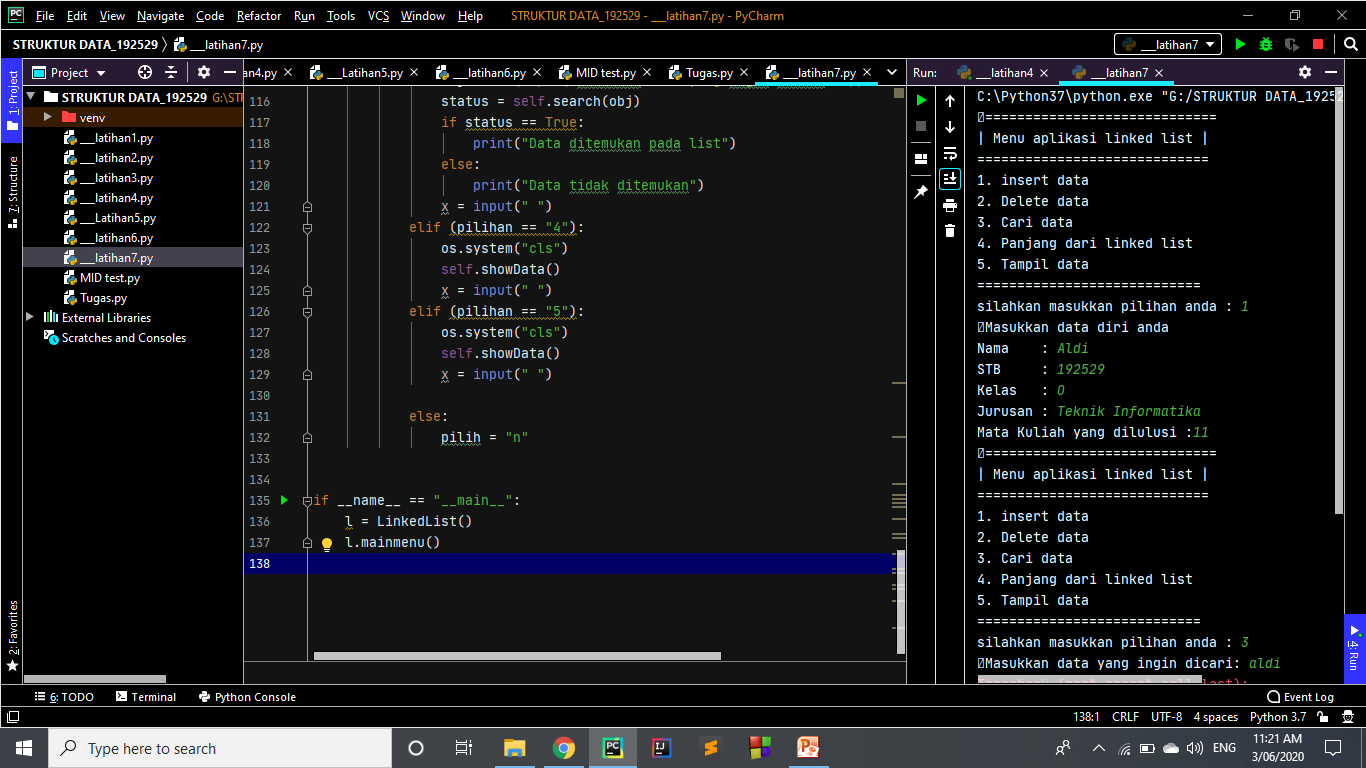 File Edit View Navigate Code Refactor Run Tools VCS Window Help STRUKTUR DATA_192529 - ___latihan7.py - PyCharm
STRUKTUR DATA_192529 ___latihan7.py ___latihan7
1: Project
7: Structure
2: Favorites
Project
STRUKTUR DATA_192529 G:\STR
venv
___latihan1.py
___latihan2.py
___latihan3.py
___latihan4.py
___Latihan5.py
___latihan6.py
___latihan7.py
MID test.py
Tugas.py
External Libraries
Scratches and Consoles
an4.py ___Latihan5.py ___latihan6.py MID test.py Tugas.py ___latihan7.py
116 status = self.search(obj)
117 if status == True:
118 print("Data ditemukan pada list")
119 else:
120 print("Data tidak ditemukan")
121 x = input(" ")
122 elif (pilihan == "4"):
123 os.system("cls")
124 self.showData()
125 x = input(" ")
126 elif (pilihan == "5"):
127 os.system("cls")
128 self.showData()
129 x = input(" ")
130
131 else:
132 pilih = "n"
133
134
135 if __name__ == "__main__":
136 l = LinkedList()
137 l.mainmenu()
138
Run: ___latihan4 ___latihan7
C:\Python37\python.exe "G:/STRUKTUR DATA_19252
=============================
| Menu aplikasi linked list |
=============================
1. insert data
2. Delete data
3. Cari data
4. Panjang dari linked list
5. Tampil data
============================
silahkan masukkan pilihan anda : 1
Masukkan data diri anda
Nama : Aldi
STB : 192529
Kelas : O
Jurusan : Teknik Informatika
Mata Kuliah yang dilulusi :11
=============================
| Menu aplikasi linked list |
=============================
1. insert data
2. Delete data
3. Cari data
4. Panjang dari linked list
5. Tampil data
============================
silahkan masukkan pilihan anda : 3
Masukkan data yang ingin dicari: aldi
last):
4: Run
6: TODO Terminal Python Console Event Log
138:1 CRLF UTF-8 4 spaces Python 3.7
Type here to search
ENG
11:21 AM
3/06/2020